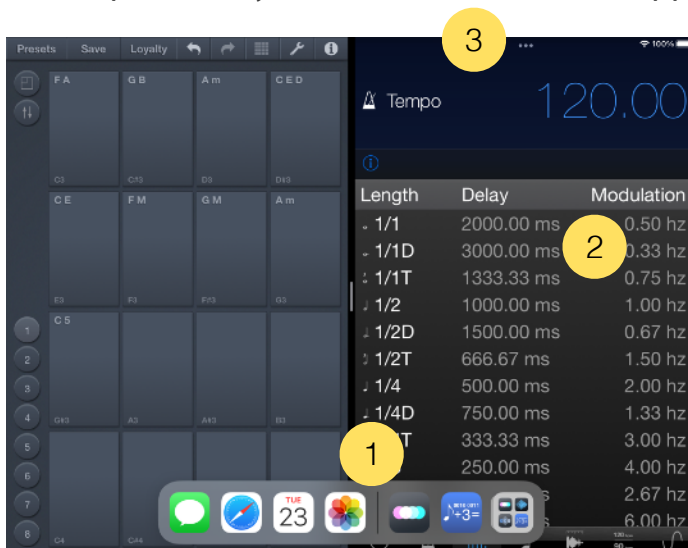 3
Presets Save Loyalty
100%
F A
G B
A m
C E D
Tempo 120.00
C3 C#3 D3 D#3
Length Delay Modulation
C E
F M
G M
A m
1/1 2000.00 ms 0.50 hz
2
1/1D 3000.00 ms 0.33 hz
1/1T 1333.33 ms 0.75 hz
E3 F3 F#3 G3
1/2 1000.00 ms 1.00 hz
C 5
1
1/2D 1500.00 ms 0.67 hz
2
1/2T 666.67 ms 1.50 hz
3
1/4 500.00 ms 2.00 hz
4
G#3 A3 A#3 B3
1/4D 750.00 ms 1.33 hz
5
1
T 333.33 ms 3.00 hz
6
250.00 ms 4.00 hz
7
TUE
23
+3=
2.67 hz
8
C4 C#4
6.00 hz